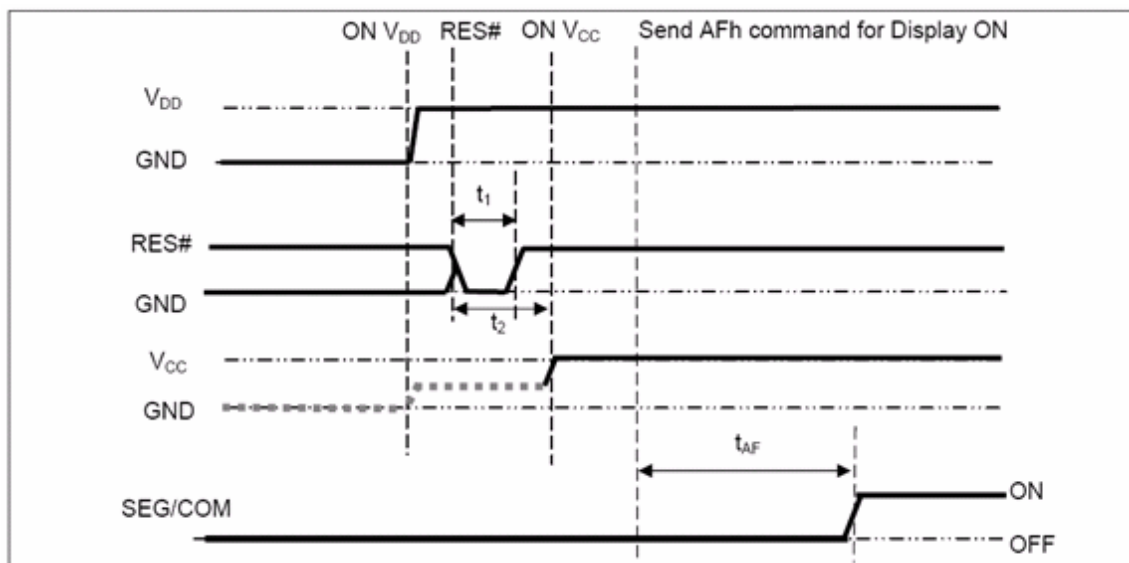 ON VDD RES# ON VCC Send AFh command for Display ON
VDD
GND
t1
RES#
GND
t2
VCC
GND
tAF
SEG/COM
ON
OFF